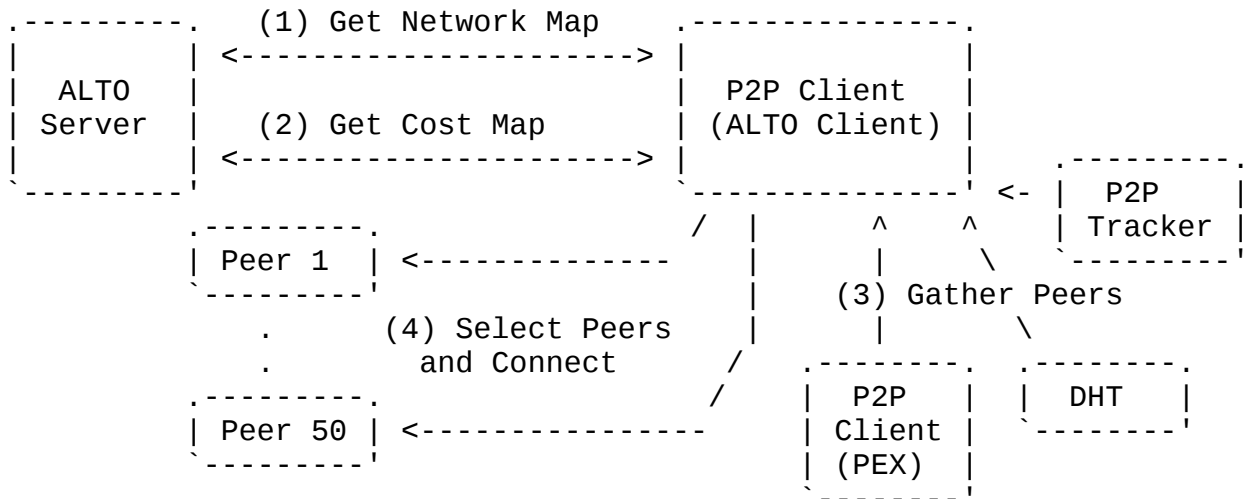 (1) Get Network Map
ALTO
Server
(2) Get Cost Map
P2P Client
(ALTO Client)
P2P
Tracker
Peer 1
(3) Gather Peers
(4) Select Peers
and Connect
Peer 50
P2P
Client
(PEX)
DHT